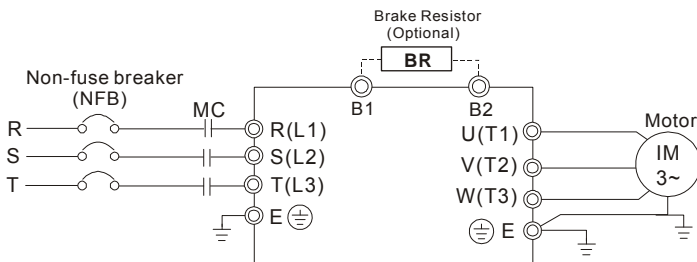 Brake Resistor
(Optional)
BR
Non-fuse breaker
(NFB)
MC
B1
B2
R
R(L1)
U(T1)
Motor
S
S(L2)
V(T2)
IM
3~
T
T(L3)
W(T3)
E
E